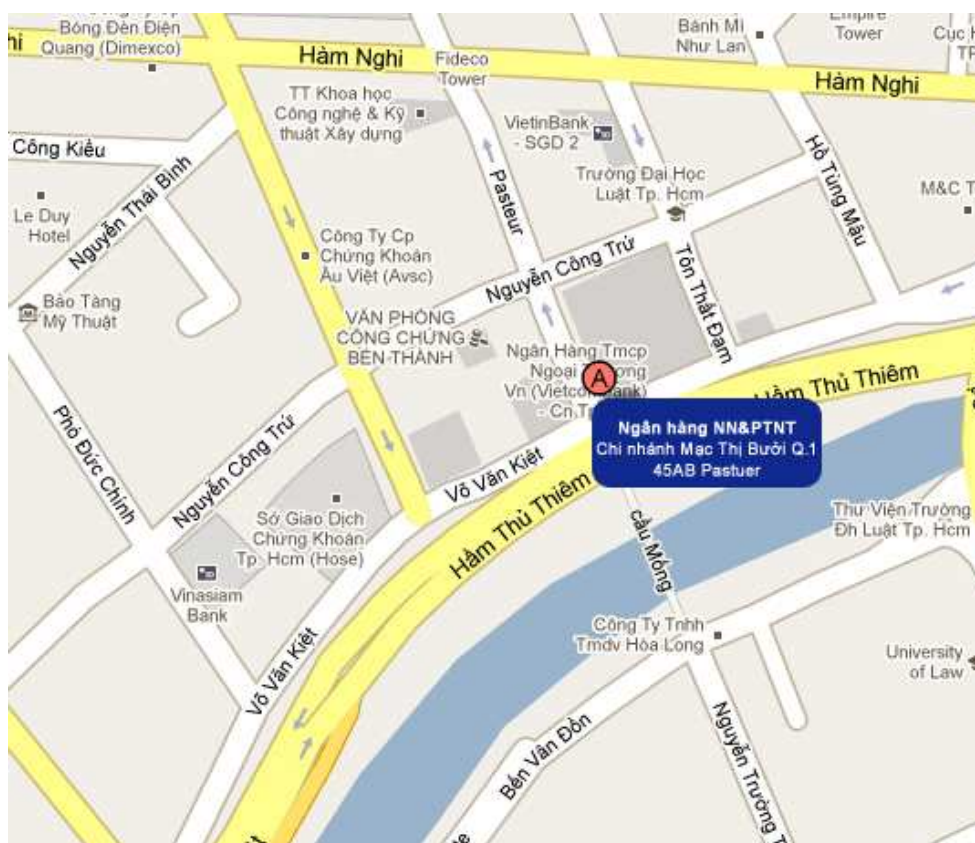 Bóng Đèn Điện
Quang (Dimexco)
Hàm Nghi
Fideco
Tower
Bánh Mì
Như Lan
Empire
Tower
Hàm Nghi
TT Khoa học
Công nghệ & Kỹ
thuật Xây dựng
VietinBank
- SGD 2
Công Kiều
Nguyễn Thái Bình
Pasteur
Trường Đại Học
Luật Tp. Hcm
Hồ Tùng Mậu
M&C T
Le Duy
Hotel
Công Ty Cp
Chứng Khoán
Âu Việt (Avsc)
Nguyễn Công Trứ
Tôn Thất Đạm
Bảo Tàng
Mỹ Thuật
VĂN PHÒNG
CÔNG CHỨNG
BẾN THÀNH
Ngân Hàng Tmcp
Ngoại
Vn
A
Hầm Thủ Thiêm
Phó Đức Chính
Nguyễn Công Trứ
Ngân hàng NN&PTNT
Chi nhánh Mạc Thị Bưởi Q.1
45AB Pastuer
Võ Văn Kiệt
Hầm Thủ Thiêm
Sở Giao Dịch
Chứng Khoán
Tp. Hcm (Hose)
cầu Mống
Thư Viện Trường
Đh Luật Tp. Hcm
Vinasiam
Bank
Công Ty Tnhh
Tmdv Hòa Long
University
of Law
Võ Văn Kiệt
Bến Vân Đồn
Nguyễn Trường T